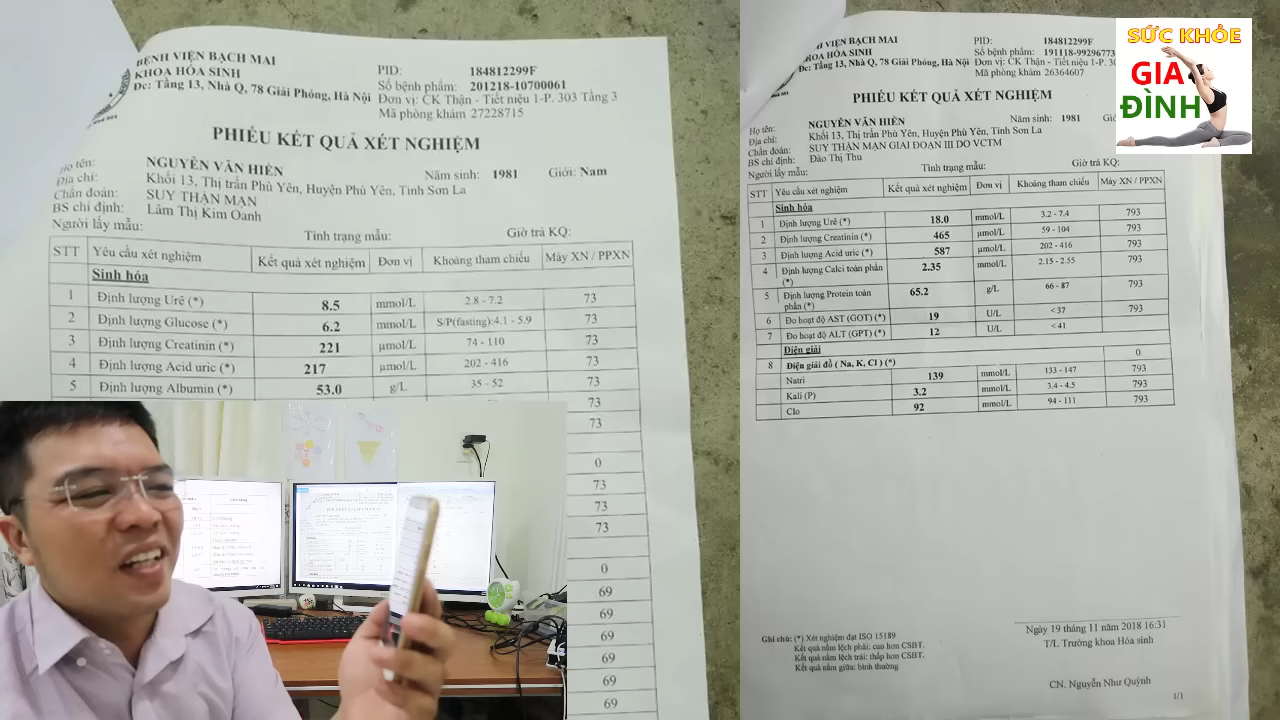 BỆNH VIỆN BẠCH MAI
KHOA HÓA SINH
Đc: Tầng 13, Nhà Q, 78 Giải Phóng, Hà Nội
PID: 184812299F
Số bệnh phẩm: 201218-10700061
Đơn vị: CK Thận - Tiết niệu 1-P. 303 Tầng 3
Mã phòng khám 27228715
PHIẾU KẾT QUẢ XÉT NGHIỆM
Họ tên: NGUYỄN VĂN HIỀN Năm sinh: 1981 Giới: Nam
Địa chỉ: Khối 13, Thị trấn Phù Yên, Huyện Phù Yên, Tỉnh Sơn La
Chẩn đoán: SUY THẬN MẠN
BS chỉ định: Lâm Thị Kim Oanh
Người lấy mẫu: Tình trạng mẫu: Giờ trả KQ:
STT Yêu cầu xét nghiệm Kết quả xét nghiệm Đơn vị Khoảng tham chiếu Máy XN / PPXN
Sinh hóa
1 Định lượng Urê (*) 8.5 mmol/L 2.8 - 7.2 73
2 Định lượng Glucose (*) 6.2 mmol/L S/P(fasting):4.1 - 5.9 73
3 Định lượng Creatinin (*) 221 µmol/L 74 - 110 73
4 Định lượng Acid uric (*) 217 µmol/L 202 - 416 73
5 Định lượng Albumin (*) 53.0 g/L 35 - 52 73
73
73
0
73
73
73
0
69
69
69
69
69
69
VIỆN BẠCH MAI
KHOA HÓA SINH
Đc: Tầng 13, Nhà Q, 78 Giải Phóng, Hà Nội
PID: 184812299F
Số bệnh phẩm: 191118-99296773
Đơn vị: CK Thận - Tiết niệu 1-P. 30
Mã phòng khám 26364607
SỨC KHỎE
GIA
ĐÌNH
PHIẾU KẾT QUẢ XÉT NGHIỆM
Họ tên: NGUYỄN VĂN HIỀN Năm sinh: 1981
Địa chỉ: Khối 13, Thị trấn Phù Yên, Huyện Phù Yên, Tỉnh Sơn La
Chẩn đoán: SUY THẬN MẠN GIAI ĐOẠN III DO VCTM
BS chỉ định: Đào Thị Thu
Người lấy mẫu: Tình trạng mẫu: Giờ trả KQ:
STT Yêu cầu xét nghiệm Kết quả xét nghiệm Đơn vị Khoảng tham chiếu Máy XN / PPXN
Sinh hóa
1 Định lượng Urê (*) 18.0 mmol/L 3.2 - 7.4 793
2 Định lượng Creatinin (*) 465 µmol/L 59 - 104 793
3 Định lượng Acid uric (*) 587 µmol/L 202 - 416 793
4 Định lượng Calci toàn phần (*) 2.35 mmol/L 2.15 - 2.55 793
5 Định lượng Protein toàn phần (*) 65.2 g/L 66 - 87 793
6 Đo hoạt độ AST (GOT) (*) 19 U/L < 37 793
7 Đo hoạt độ ALT (GPT) (*) 12 U/L < 41
Điện giải 0
8 Điện giải đồ ( Na, K, Cl ) (*)
Natri 139 mmol/L 133 - 147 793
Kali (P) 3.2 mmol/L 3.4 - 4.5 793
Clo 92 mmol/L 94 - 111 793
Ghi chú: (*) Xét nghiệm đạt ISO 15189
Kết quả nằm lệch phải: cao hơn CSBT.
Kết quả nằm lệch trái: thấp hơn CSBT.
Kết quả nằm giữa: bình thường
Ngày 19 tháng 11 năm 2018 16:31
T/L Trưởng khoa Hóa sinh
CN. Nguyễn Như Quỳnh
1/1